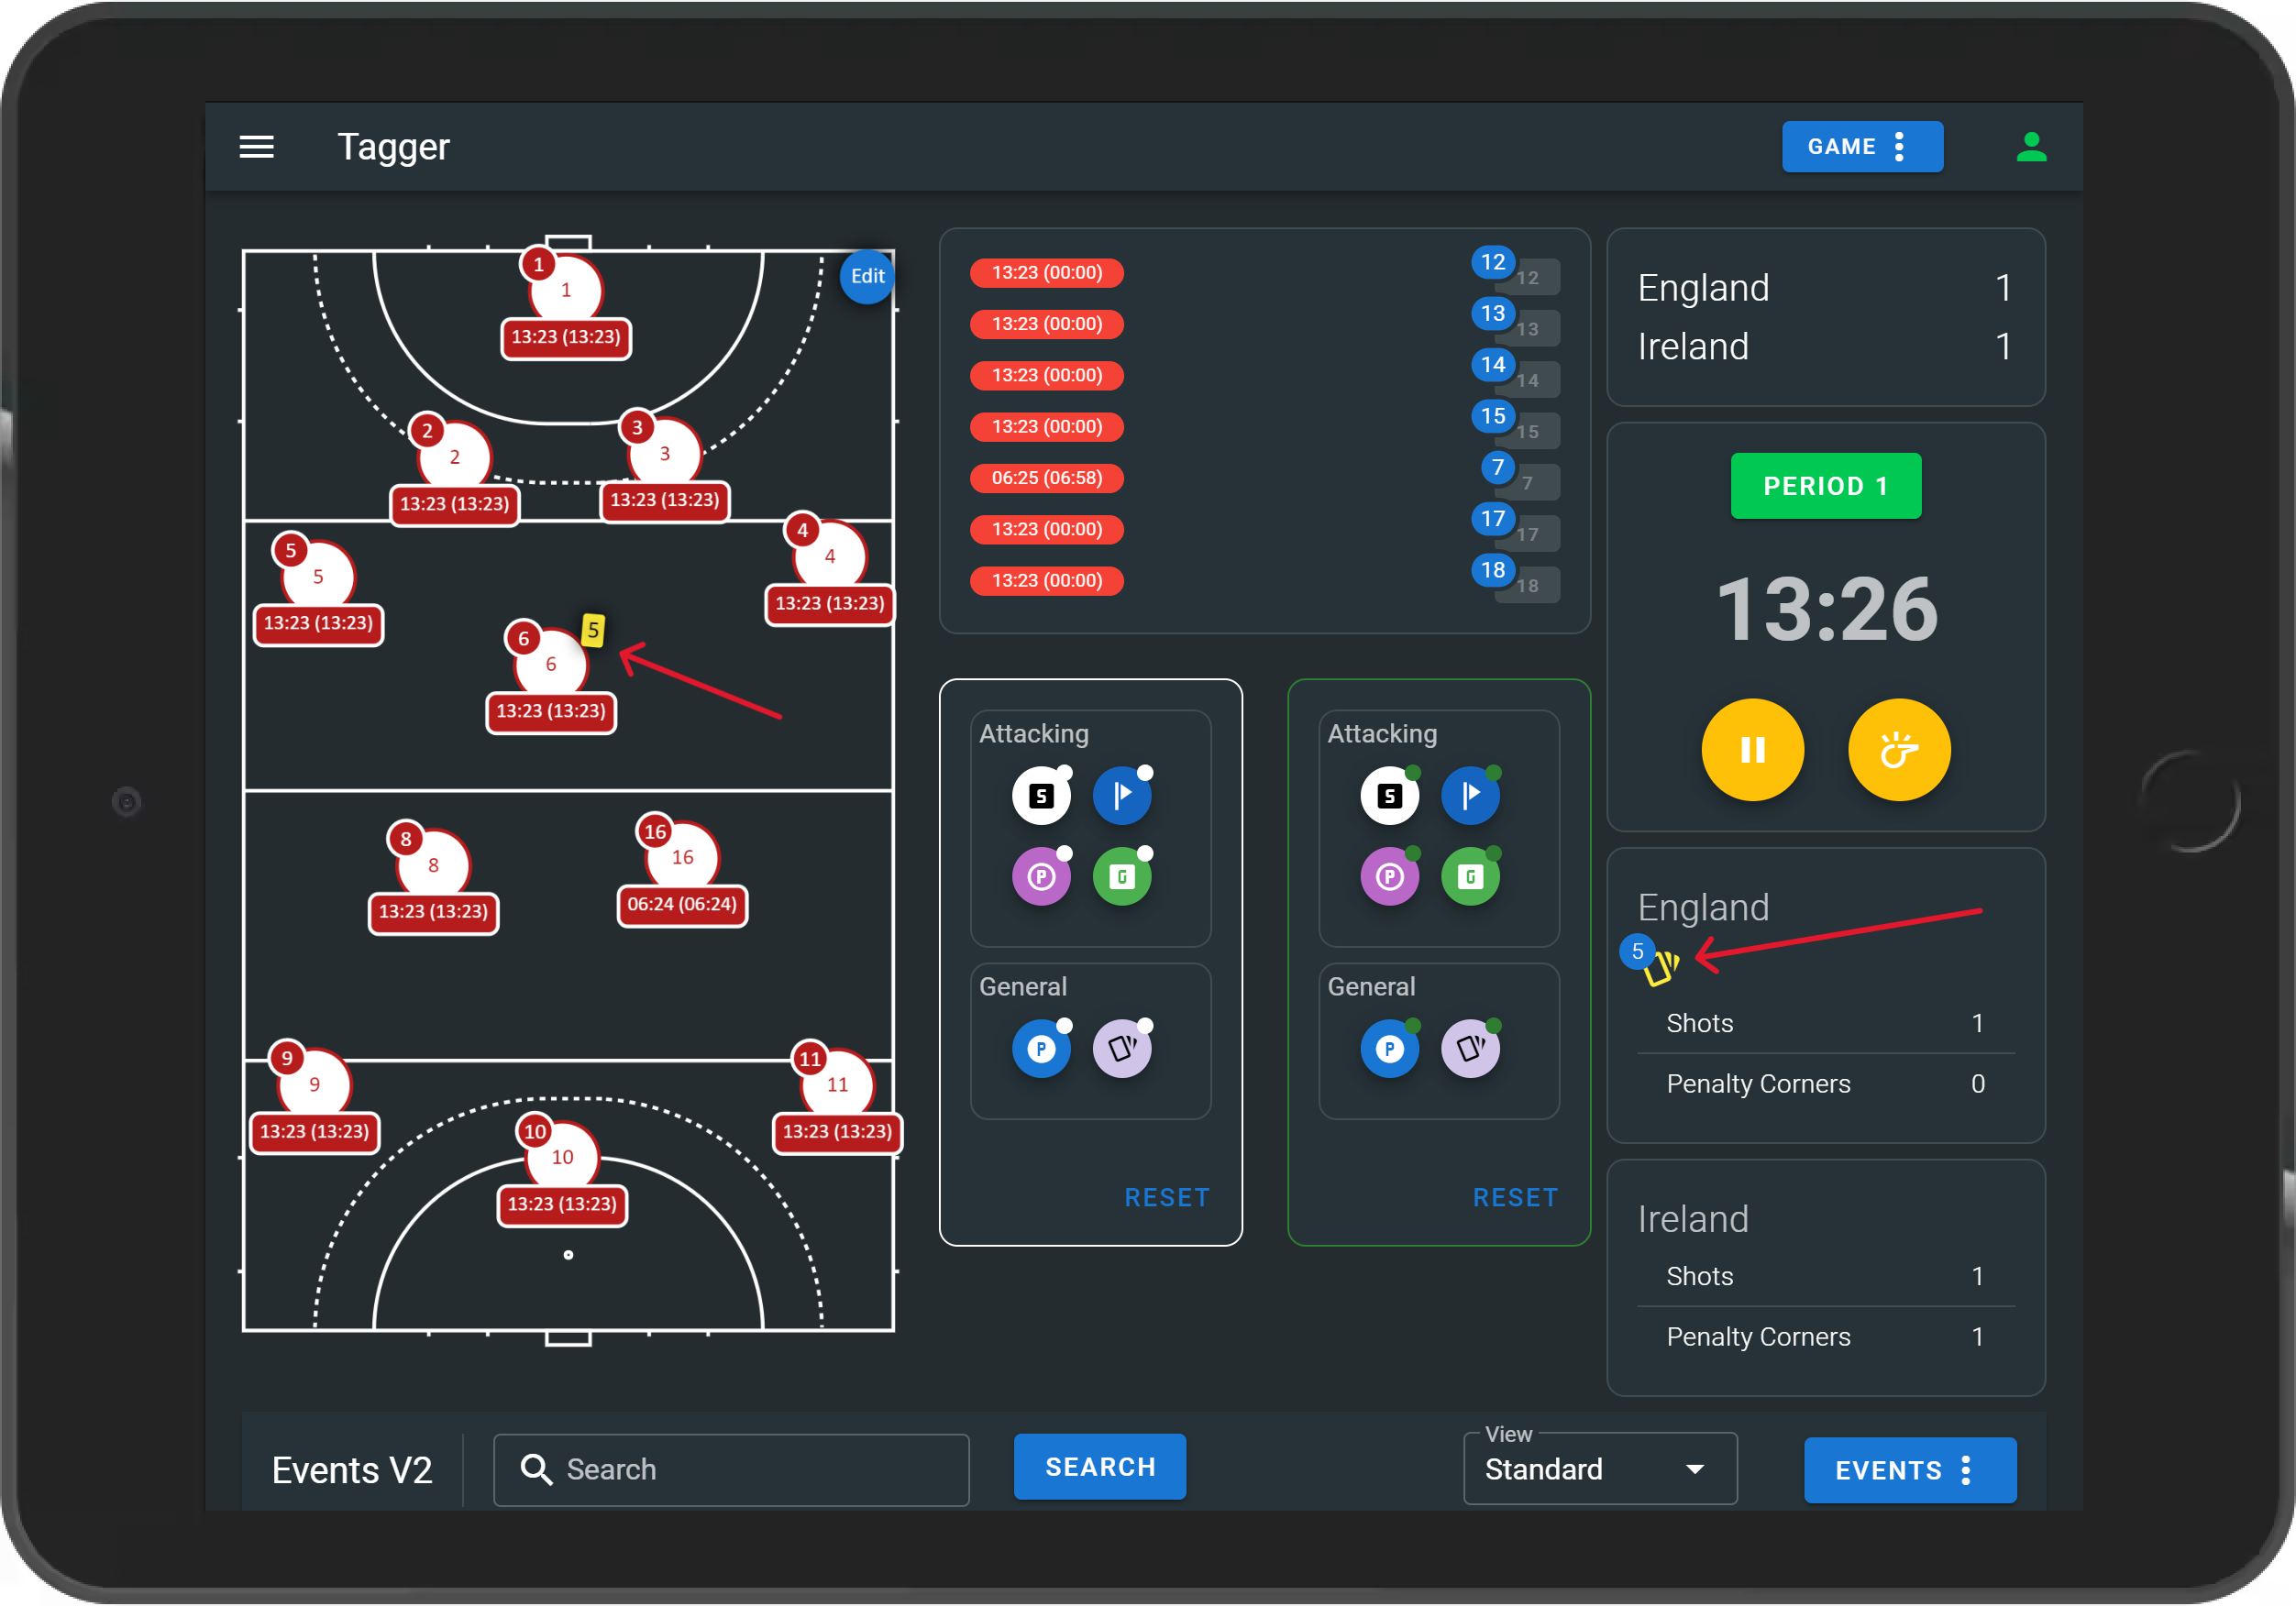 Tagger
GAME
Edit
1
1
13:23 (13:23)
2
2
13:23 (13:23)
3
3
13:23 (13:23)
5
5
13:23 (13:23)
4
4
13:23 (13:23)
6
5
6
13:23 (13:23)
8
8
13:23 (13:23)
16
16
06:24 (06:24)
9
9
13:23 (13:23)
11
11
13:23 (13:23)
10
10
13:23 (13:23)
13:23 (00:00) 12 12
13:23 (00:00) 13 13
13:23 (00:00) 14 14
13:23 (00:00) 15 15
06:25 (06:58) 7 7
13:23 (00:00) 17 17
13:23 (00:00) 18 18
Attacking
S
P G
General
P
RESET
Attacking
S
P G
General
P
RESET
England 1
Ireland 1
PERIOD 1
13:26
England
5
Shots 1
Penalty Corners 0
Ireland
Shots 1
Penalty Corners 1
Events V2
Search
SEARCH
View
Standard
EVENTS